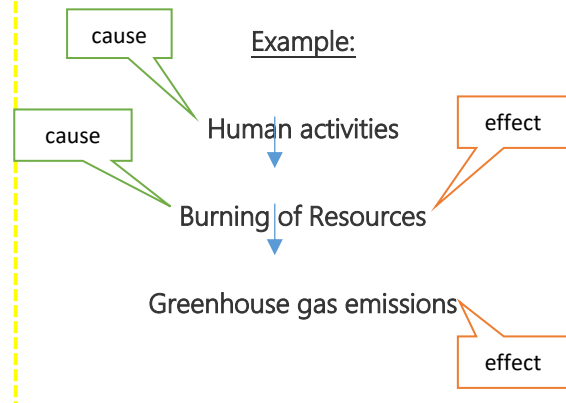 cause
Example:
Human activities
cause
effect
Burning of Resources
Greenhouse gas emissions
effect